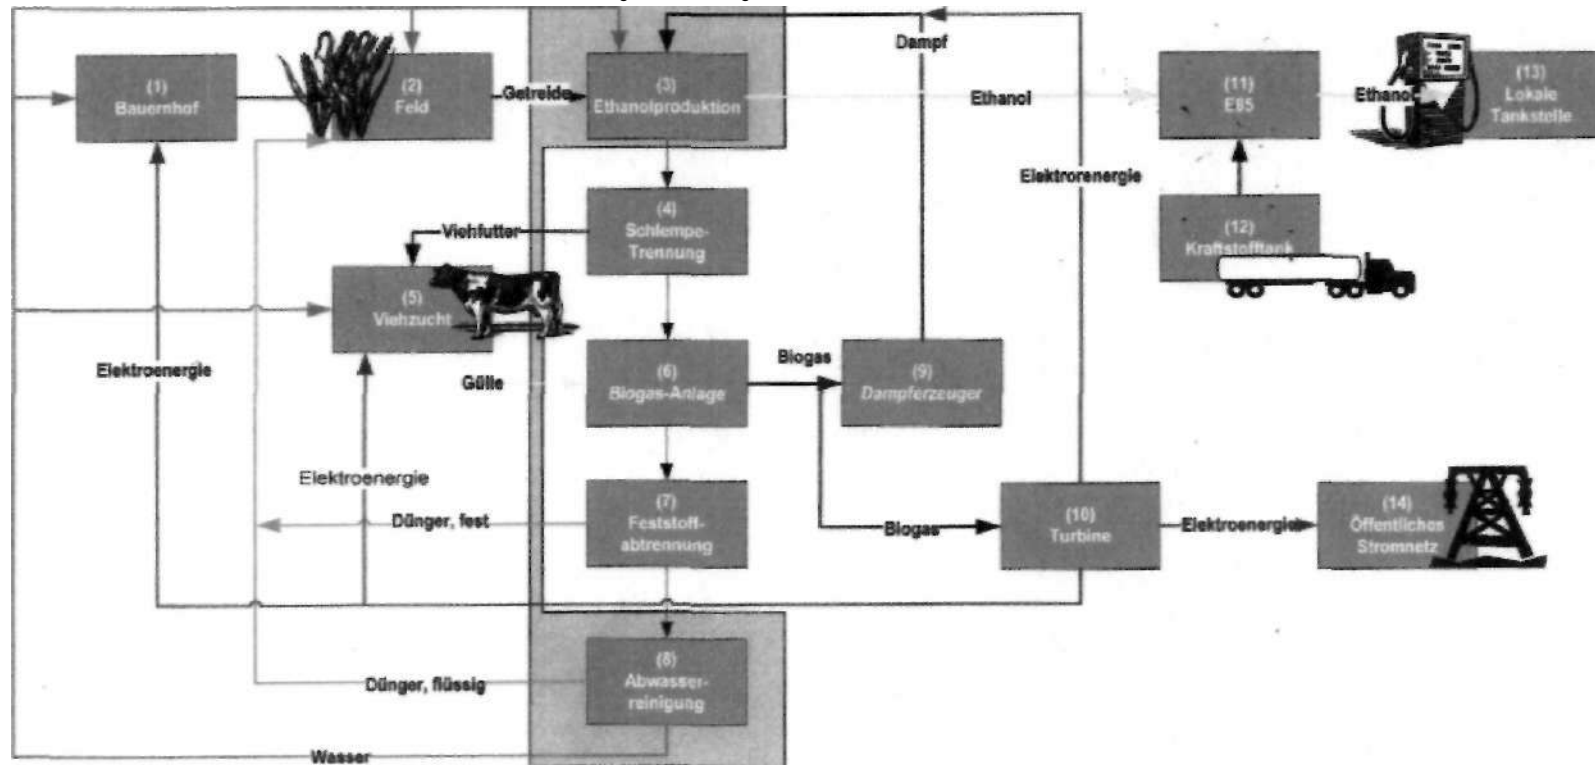 Dampf
(1)
Bauernhof
(2)
Feld
Getreide
(3)
Ethanolproduktion
Ethanol
(11)
E85
Ethanol
(13)
Lokale
Tankstelle
Elektrorenergie
(4)
Schlempe-
Trennung
Viehfutter
(12)
Kraftstofftank
(5)
Viehzucht
Elektroenergie
Gülle
(6)
Biogas-Anlage
Biogas
(9)
Dampferzeuger
Elektroenergie
Dünger, fest
(7)
Feststoff-
abtrennung
Biogas
(10)
Turbine
Elektroenergie
(14)
Öffentliches
Stromnetz
(8)
Abwasser-
reinigung
Dünger, flüssig
Wasser